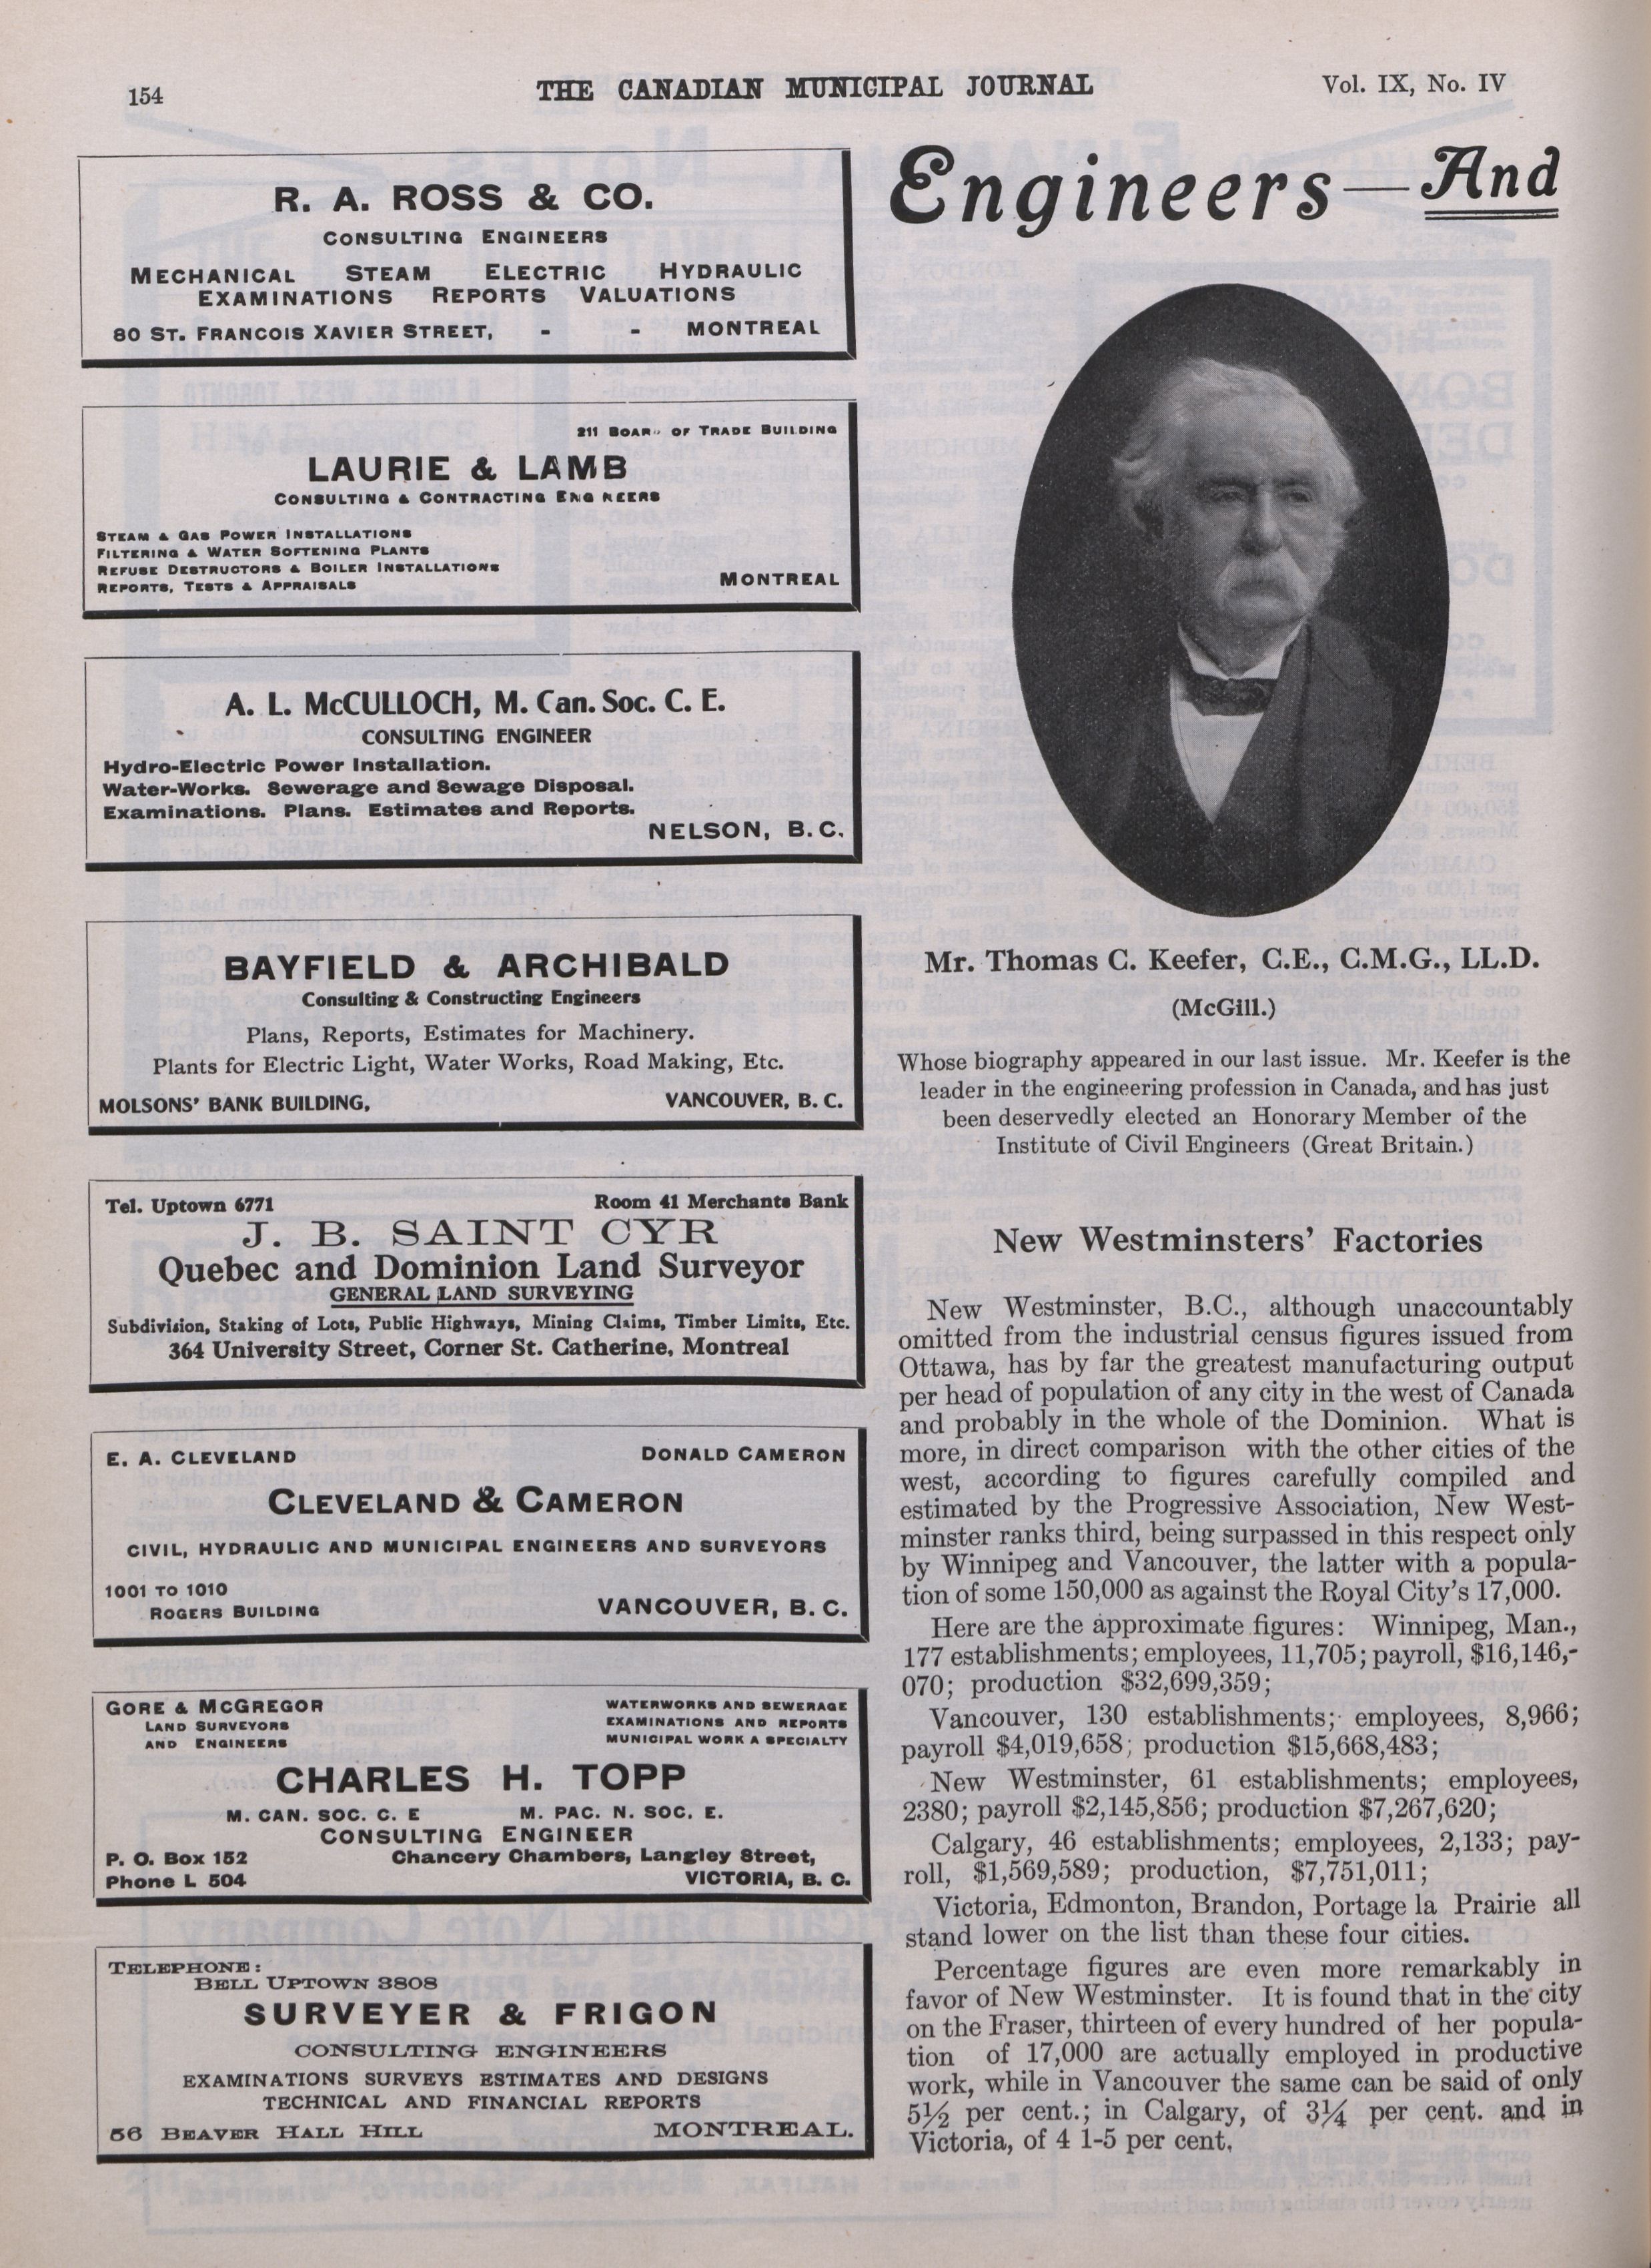 154
THE CANADIAN MUNICIPAL JOURNAL
Vol. IX, No. IV
R. A. ROSS & CO.
CONSULTING ENGINEERS
MECHANICAL STEAM ELECTRIC HYDRAULIC
EXAMINATIONS REPORTS VALUATIONS
80 ST. FRANCOIS XAVIER STREET, - - MONTREAL
211 BOAR OF TRADE BUILDING
LAURIE & LAMB
CONSULTING & CONTRACTING ENG NEERS
STEAM & GAS POWER INSTALLATIONS
FILTERING & WATER SOFTENING PLANTS
REFUSE DESTRUCTORS & BOILER INSTALLATIONS
REPORTS, TESTS & APPRAISALS
MONTREAL
A. L. McCULLOCH, M. Can. Soc. C. E.
CONSULTING ENGINEER
Hydro-Electric Power Installation.
Water-Works. Sewerage and Sewage Disposal.
Examinations. Plans. Estimates and Reports.
NELSON, B. C.
BAYFIELD & ARCHIBALD
Consulting & Constructing Engineers
Plans, Reports, Estimates for Machinery.
Plants for Electric Light, Water Works, Road Making, Etc.
MOLSONS' BANK BUILDING, VANCOUVER, B. C.
Tel. Uptown 6771 Room 41 Merchants Bank
J. B. SAINT CYR
Quebec and Dominion Land Surveyor
GENERAL LAND SURVEYING
Subdivision, Staking of Lots, Public Highways, Mining Claims, Timber Limits, Etc.
364 University Street, Corner St. Catherine, Montreal
E. A. CLEVELAND DONALD CAMERON
CLEVELAND & CAMERON
CIVIL, HYDRAULIC AND MUNICIPAL ENGINEERS AND SURVEYORS
1001 TO 1010
ROGERS BUILDING VANCOUVER, B. C.
GORE & McGREGOR
LAND SURVEYORS
AND ENGINEERS
WATERWORKS AND SEWERAGE
EXAMINATIONS AND REPORTS
MUNICIPAL WORK A SPECIALTY
CHARLES H. TOPP
M. CAN. SOC. C. E M. PAC. N. SOC. E.
CONSULTING ENGINEER
P. O. Box 152 Chancery Chambers, Langley Street,
Phone L 504 VICTORIA, B. C.
TELEPHONE:
BELL UPTOWN 3808
SURVEYER & FRIGON
CONSULTING ENGINEERS
EXAMINATIONS SURVEYS ESTIMATES AND DESIGNS
TECHNICAL AND FINANCIAL REPORTS
56 BEAVER HALL HILL MONTREAL.
Engineers—And
Mr. Thomas C. Keefer, C.E., C.M.G., LL.D.
(McGill.)
Whose biography appeared in our last issue. Mr. Keefer is the
leader in the engineering profession in Canada, and has just
been deservedly elected an Honorary Member of the
Institute of Civil Engineers (Great Britain.)
New Westminsters' Factories
New Westminster, B.C., although unaccountably
omitted from the industrial census figures issued from
Ottawa, has by far the greatest manufacturing output
per head of population of any city in the west of Canada
and probably in the whole of the Dominion. What is
more, in direct comparison with the other cities of the
west, according to figures carefully compiled and
estimated by the Progressive Association, New West-
minster ranks third, being surpassed in this respect only
by Winnipeg and Vancouver, the latter with a popula-
tion of some 150,000 as against the Royal City's 17,000.
Here are the approximate figures: Winnipeg, Man.,
177 establishments; employees, 11,705; payroll, $16,146,-
070; production $32,699,359;
Vancouver, 130 establishments; employees, 8,966;
payroll $4,019,658; production $15,668,483;
New Westminster, 61 establishments; employees,
2380; payroll $2,145,856; production $7,267,620;
Calgary, 46 establishments; employees, 2,133; pay-
roll, $1,569,589; production, $7,751,011;
Victoria, Edmonton, Brandon, Portage la Prairie all
stand lower on the list than these four cities.
Percentage figures are even more remarkably in
favor of New Westminster. It is found that in the city
on the Fraser, thirteen of every hundred of her popula-
tion of 17,000 are actually employed in productive
work, while in Vancouver the same can be said of only
5½ per cent.; in Calgary, of 3¼ per cent. and in
Victoria, of 4 1-5 per cent.